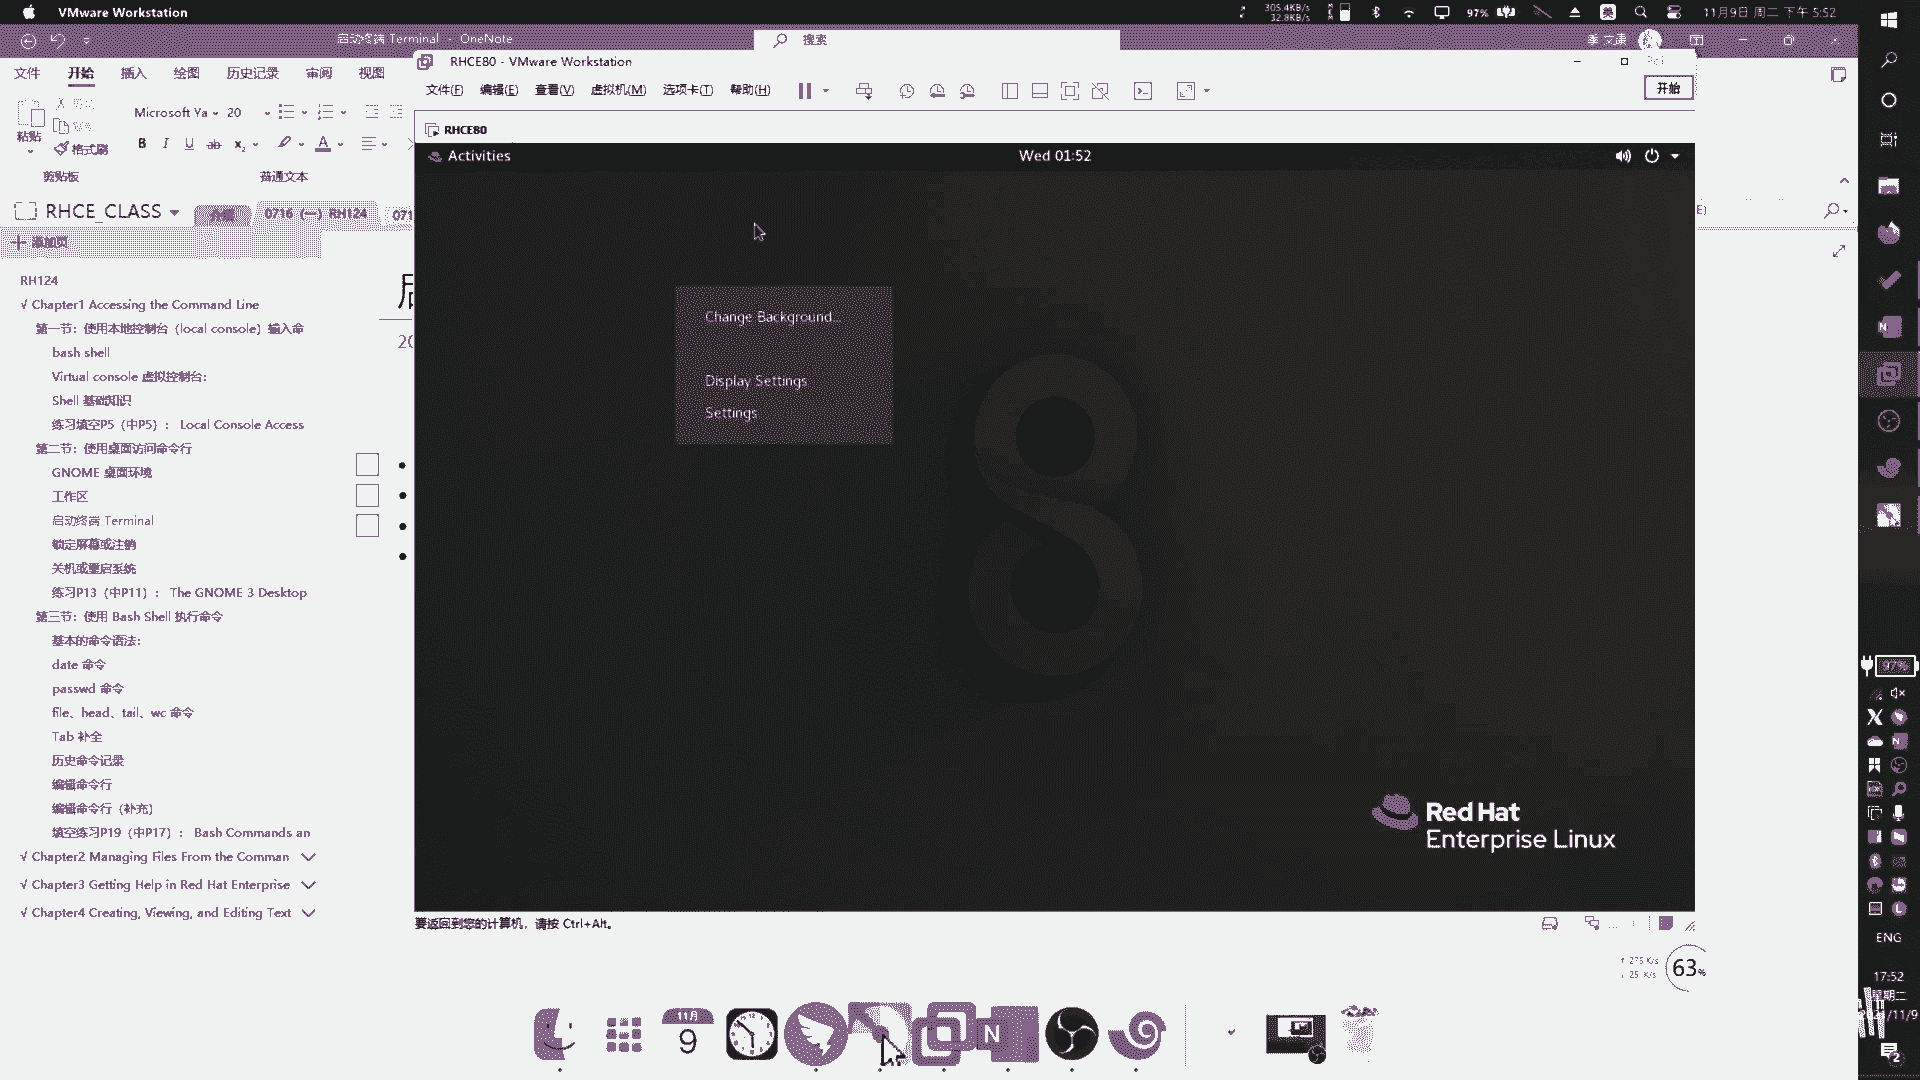 VMware Workstation
305.4KB/s
32.8KB/s
97%
美
11月9日 周二 下午 5:52
启动终端 Terminal - OneNote
搜索
李 文康
文件
开始
插入
绘图
历史记录
审阅
视图
RHCE80 - VMware Workstation
文件(F)
编辑(E)
查看(V)
虚拟机(M)
选项卡(T)
帮助(H)
开始
粘贴
格式刷
剪贴板
Microsoft Ya
20
B
I
U
ab
A
普通文本
RHCE80
Activities
Wed 01:52
RHCE_CLASS
介绍
0716 (一) RH124
071
E)
添加页
RH124
√ Chapter1 Accessing the Command Line
第一节：使用本地控制台（local console）输入命
bash shell
Virtual console 虚拟控制台:
Shell 基础知识
练习填空P5（中P5）： Local Console Access
第二节：使用桌面访问命令行
GNOME 桌面环境
工作区
启动终端 Terminal
锁定屏幕或注销
关机或重启系统
练习P13（中P11）： The GNOME 3 Desktop
第三节：使用 Bash Shell 执行命令
基本的命令语法:
date 命令
passwd 命令
file、head、tail、wc 命令
Tab 补全
历史命令记录
编辑命令行
编辑命令行（补充）
填空练习P19（中P17）： Bash Commands an
√ Chapter2 Managing Files From the Comman
√ Chapter3 Getting Help in Red Hat Enterprise
√ Chapter4 Creating, Viewing, and Editing Text
20
Change Background...
Display Settings
Settings
8
Red Hat
Enterprise Linux
要返回到您的计算机，请按 Ctrl+Alt。
63%
11月
9
N
97%
ENG
17:52
星期二
2